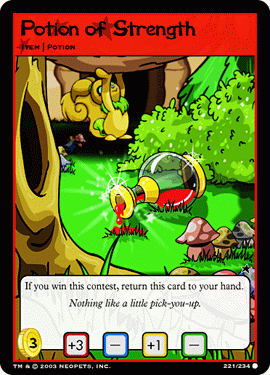 Potion of Strength
Item | Potion
If you win this contest, return this card to your hand.
Nothing like a little pick-you-up.
3
+3
—
+1
—
TM & © 2003 NEOPETS, INC.
221/234